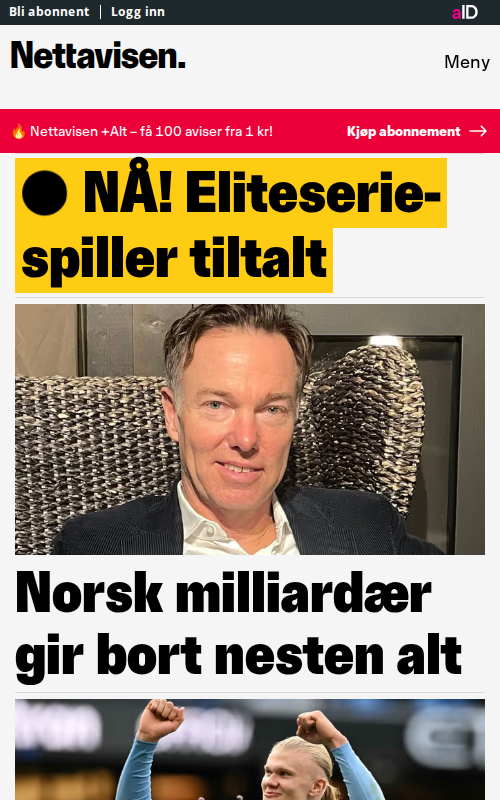 Bli abonnent | Logg inn
aID
Nettavisen.
Meny
🔥 Nettavisen +Alt – få 100 aviser fra 1 kr!
Kjøp abonnement →
● NÅ! Eliteserie-
spiller tiltalt
Norsk milliardær
gir bort nesten alt